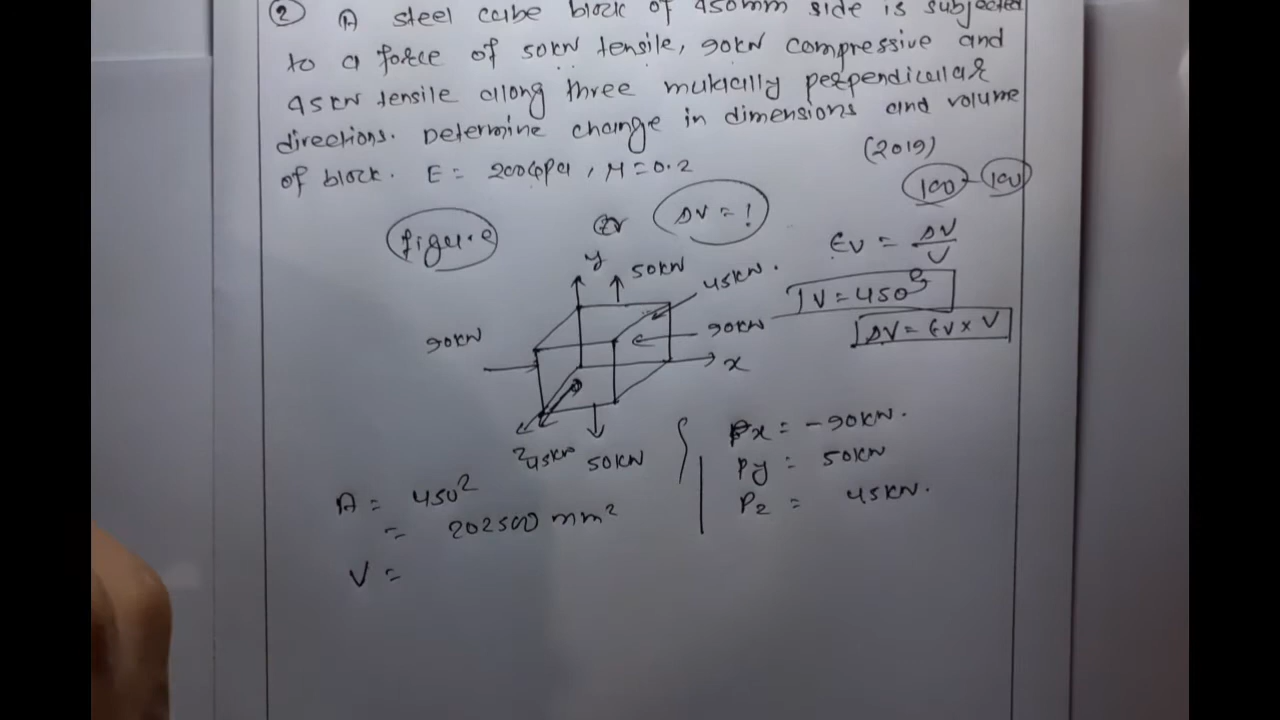 ② A steel cube block of 450mm side is subjected
to a force of 50kN tensile, 90kN compressive and
45kN tensile along three mutually perpendicular
directions. Determine change in dimensions and volume
of block. E = 200GPa, μ = 0.2
(2019)
100 - 100
figure
ΔV = !
εv = ΔV/V
V = 450³
ΔV = εv x V
y
50kN
45kN.
90kN
90kN
x
z
45kN
50kN
Px = -90kN.
Py = 50kN
Pz = 45kN.
A = 450²
= 202500 mm²
V =